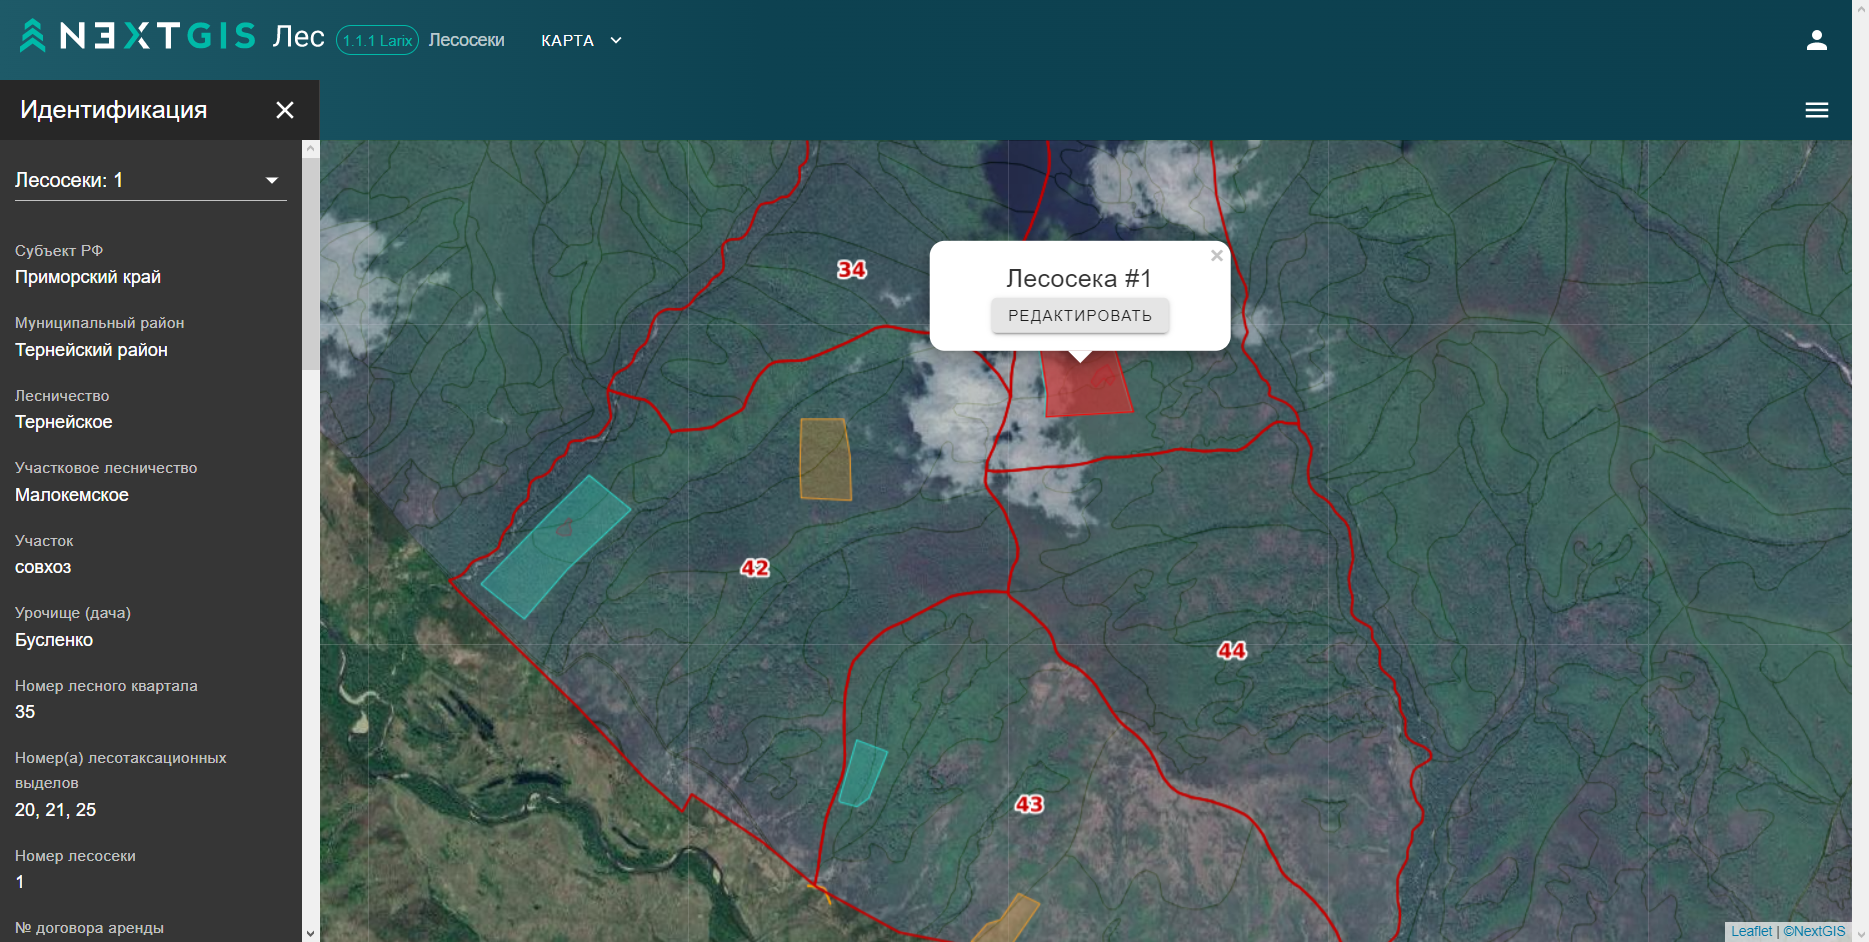 NEXTGIS Лес 1.1.1 Larix Лесосеки КАРТА
Идентификация
Лесосеки: 1
Субъект РФ
Приморский край
Муниципальный район
Тернейский район
Лесничество
Тернейское
Участковое лесничество
Малокемское
Участок
совхоз
Урочище (дача)
Бусленко
Номер лесного квартала
35
Номер(а) лесотаксационных
выделов
20, 21, 25
Номер лесосеки
1
№ договора аренды
34
Лесосека #1
РЕДАКТИРОВАТЬ
42
44
43
Leaflet | ©NextGIS